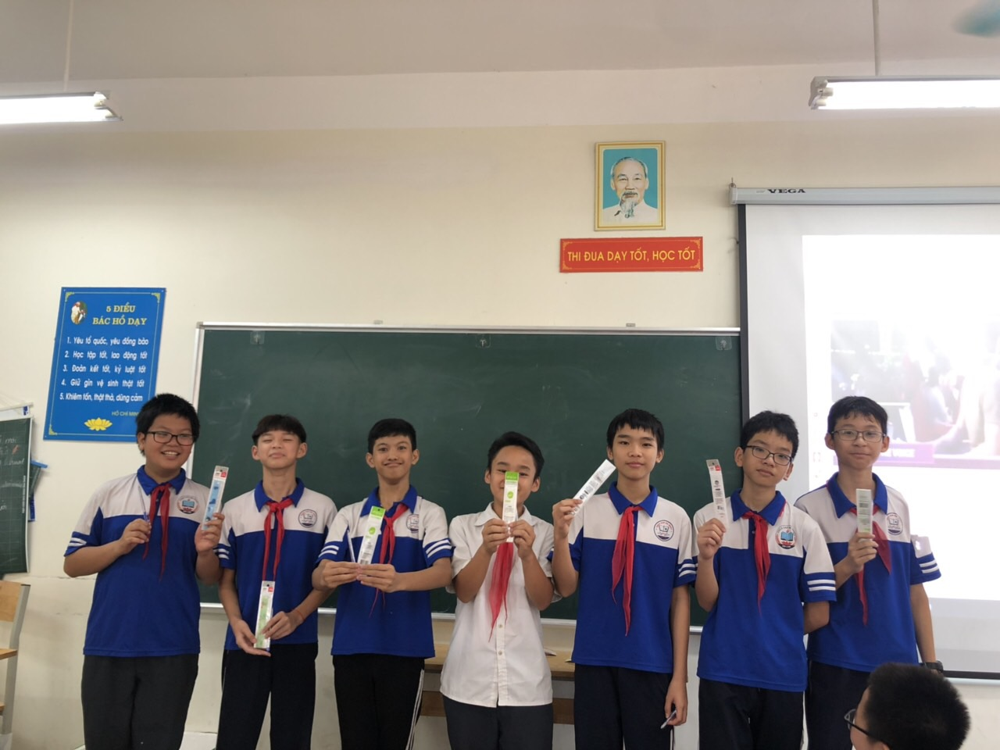 VEGA
THI ĐUA DẠY TỐT, HỌC TỐT
5 ĐIỀU
BÁC HỒ DẠY
1. Yêu tổ quốc, yêu đồng bào
2. Học tập tốt, lao động tốt
3. Đoàn kết tốt, kỷ luật tốt
4. Giữ gìn vệ sinh thật tốt
5. Khiêm tốn, thật thà, dũng cảm
HỒ CHÍ MINH
VOICE